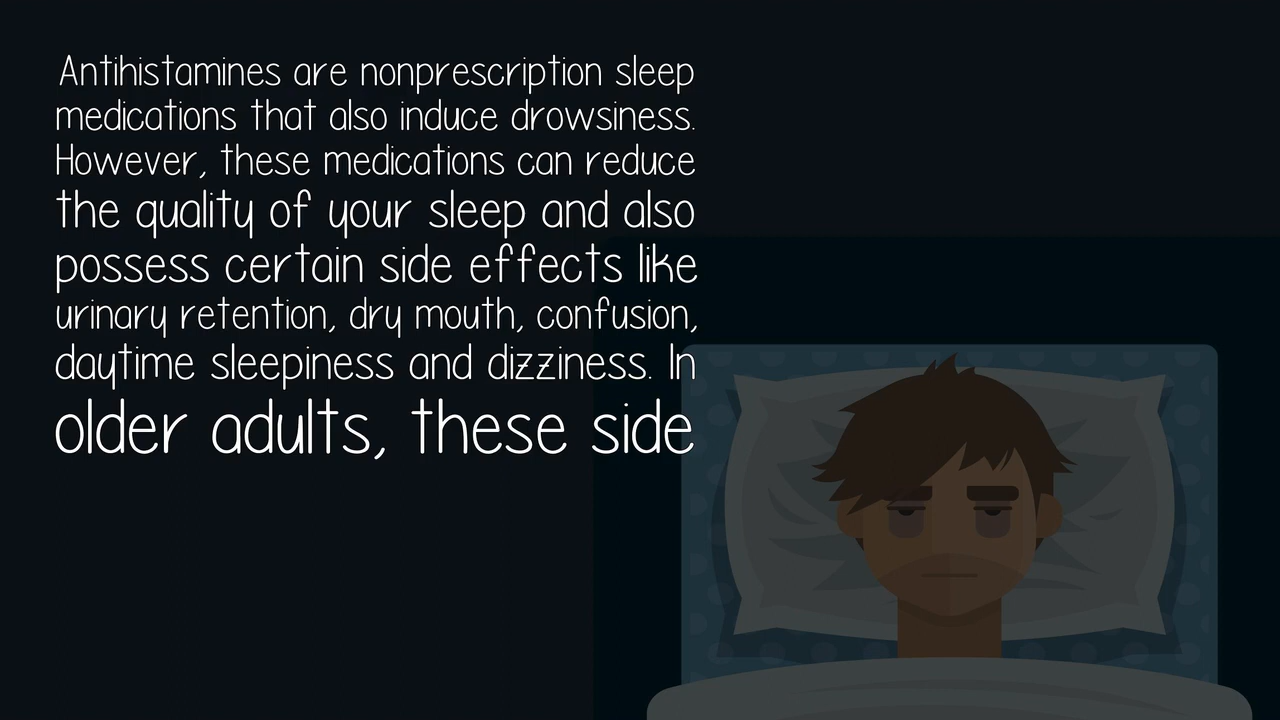 Antihistamines are nonprescription sleep
medications that also induce drowsiness.
However, these medications can reduce
the quality of your sleep and also
possess certain side effects like
urinary retention, dry mouth, confusion,
daytime sleepiness and dizziness. In
older adults, these side